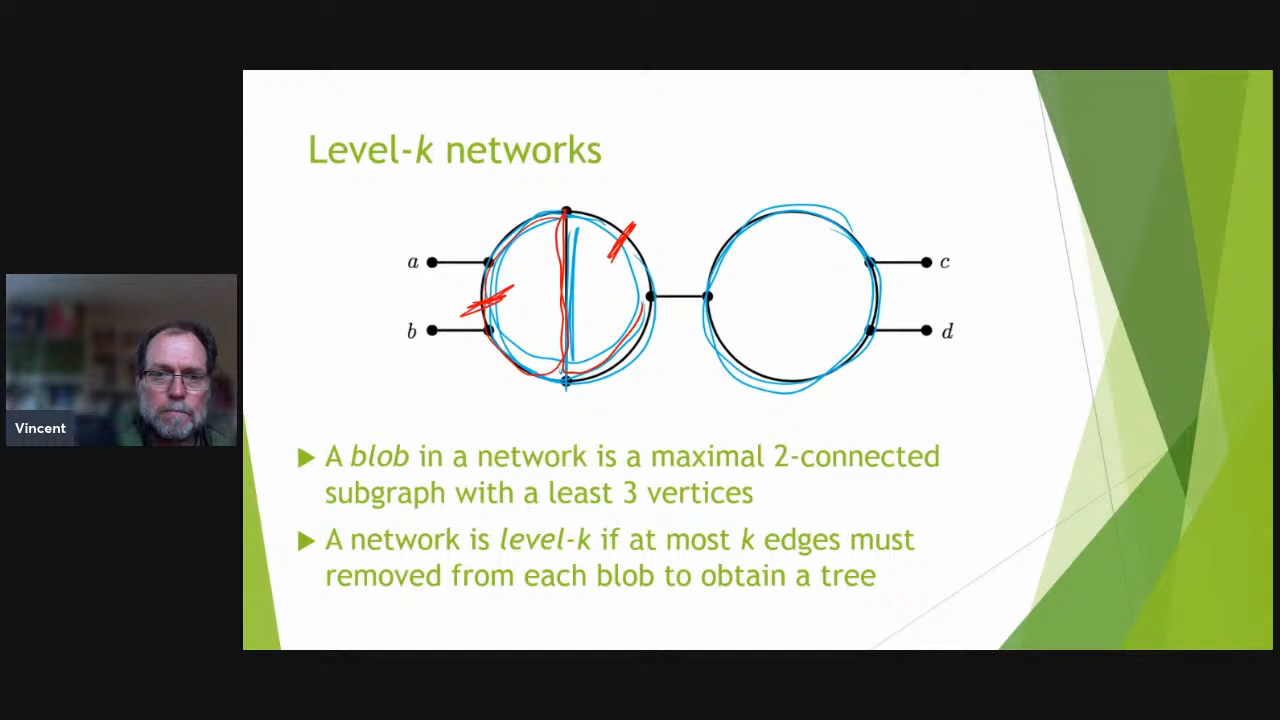 Level-k networks
a
c
b
d
Vincent
▶ A blob in a network is a maximal 2-connected
subgraph with a least 3 vertices
▶ A network is level-k if at most k edges must
removed from each blob to obtain a tree